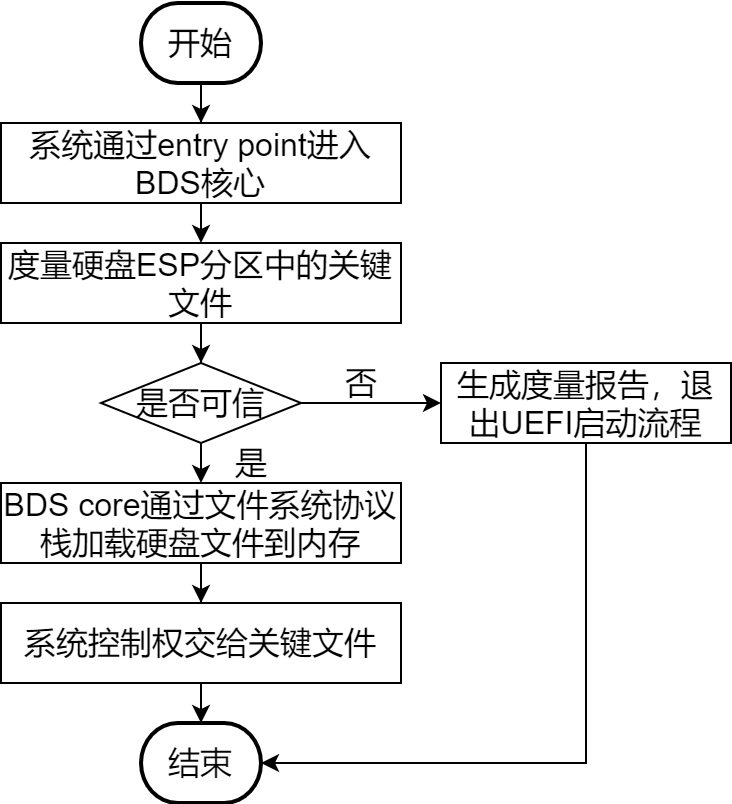 开始
系统通过entry point进入
BDS核心
度量硬盘ESP分区中的关键
文件
是否可信
否
生成度量报告，退
出UEFI启动流程
是
BDS core通过文件系统协议
栈加载硬盘文件到内存
系统控制权交给关键文件
结束